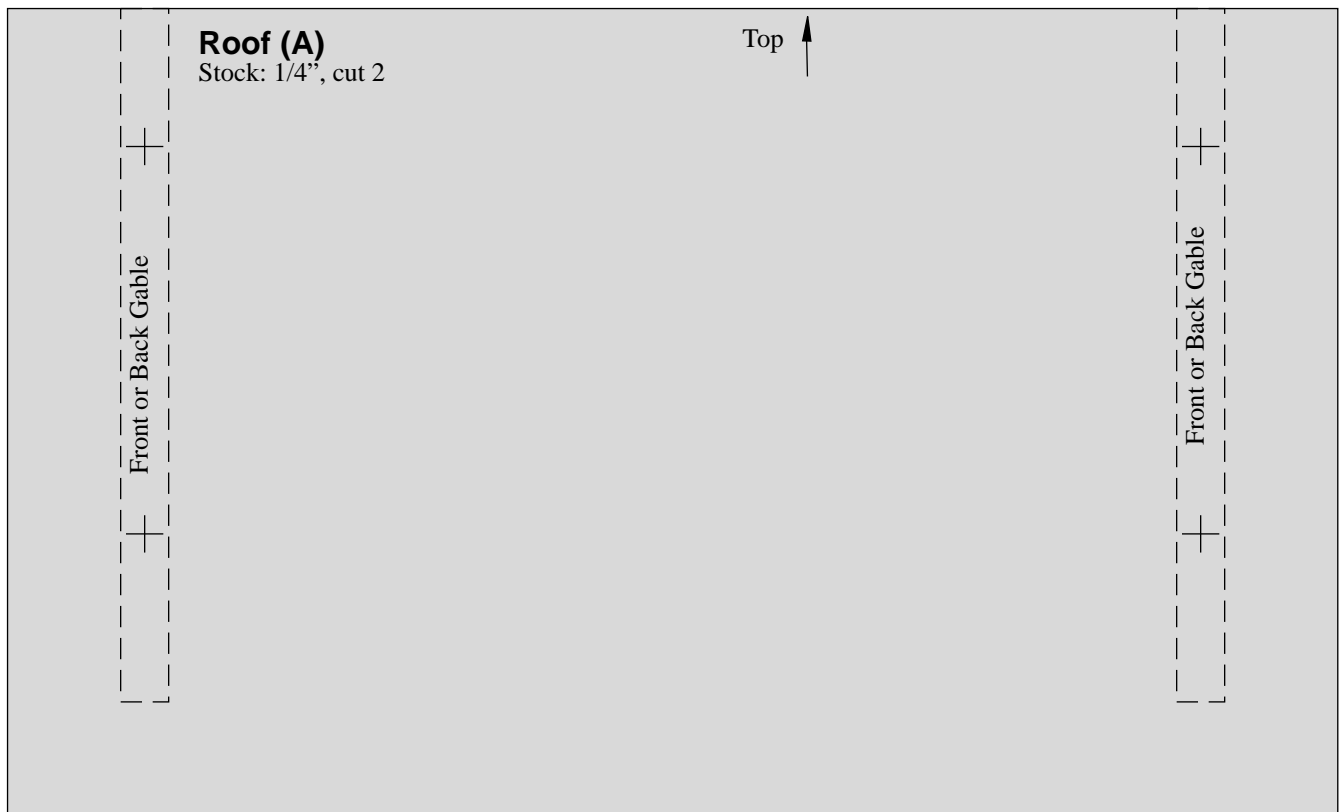 Roof (A)
Stock: 1/4”, cut 2
Top
Front or Back Gable
Front or Back Gable